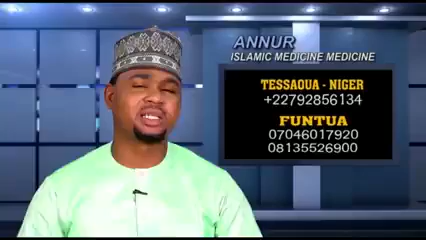 ANNUR
ISLAMIC MEDICINE MEDICINE
TESSAOUA - NIGER
+22792856134
FUNTUA
07046017920
08135526900